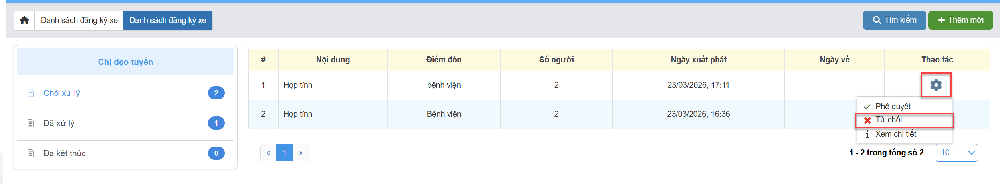 Danh sách đăng ký xe Danh sách đăng ký xe Tìm kiếm Thêm mới
Chị đạo tuyến
Chờ xử lý 2
Đã xử lý 1
Đã kết thúc 0
# Nội dung Điểm đón Số người Ngày xuất phát Ngày về Thao tác
1 Họp tỉnh bệnh viện 2 23/03/2026, 17:11
2 Họp tỉnh Bệnh viện 2 23/03/2026, 16:36
Phê duyệt
Từ chối
Xem chi tiết
« 1 » 1 - 2 trong tổng số 2 10